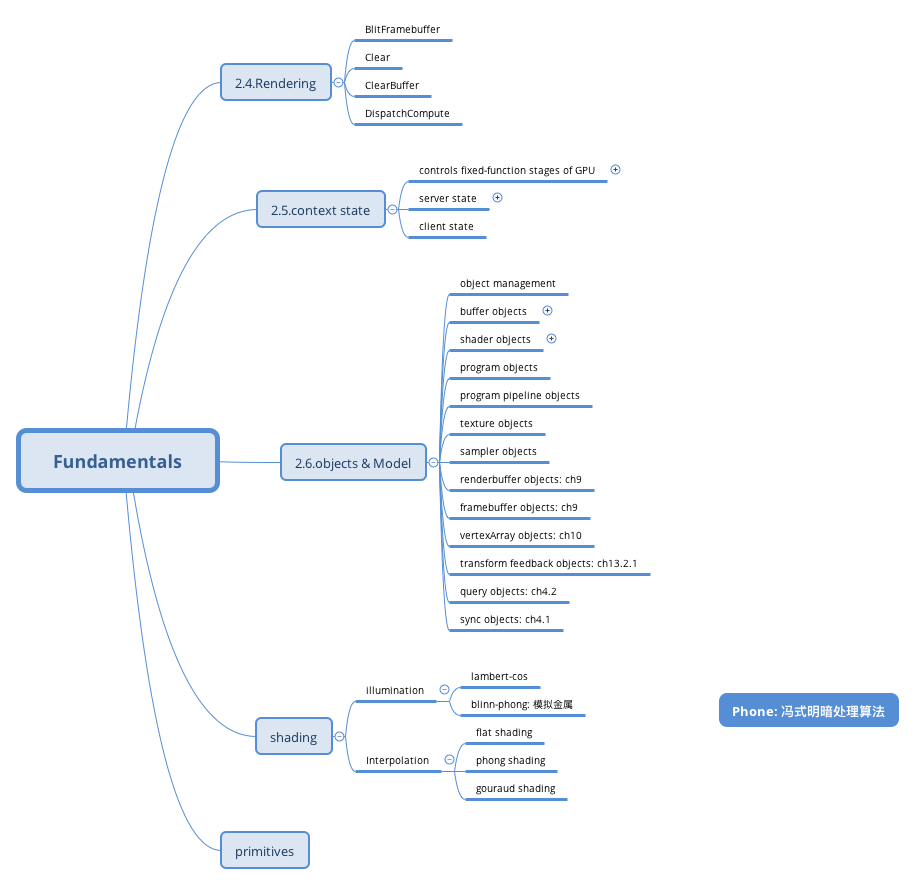 Fundamentals
2.4.Rendering
BlitFramebuffer
Clear
ClearBuffer
DispatchCompute
2.5.context state
controls fixed-function stages of GPU
server state
client state
2.6.objects & Model
object management
buffer objects
shader objects
program objects
program pipeline objects
texture objects
sampler objects
renderbuffer objects: ch9
framebuffer objects: ch9
vertexArray objects: ch10
transform feedback objects: ch13.2.1
query objects: ch4.2
sync objects: ch4.1
shading
illumination
lambert-cos
blinn-phong: 模拟金属
Interpolation
flat shading
phong shading
gouraud shading
primitives
Phone: 冯式明暗处理算法